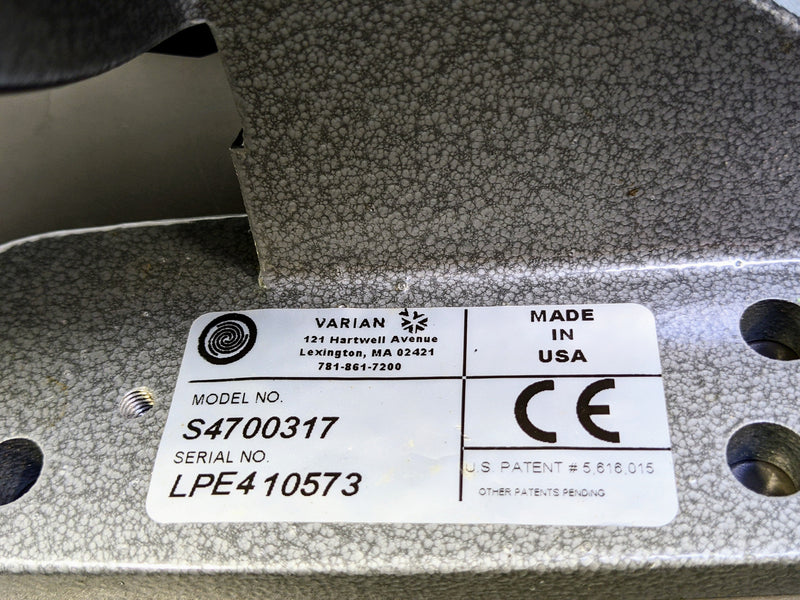 VARIAN
121 Hartwell Avenue
Lexington, MA 02421
781-861-7200
MADE
IN
USA
MODEL NO.
S4700317
SERIAL NO.
LPE410573
CE
U.S. PATENT # 5,616,015
OTHER PATENTS PENDING